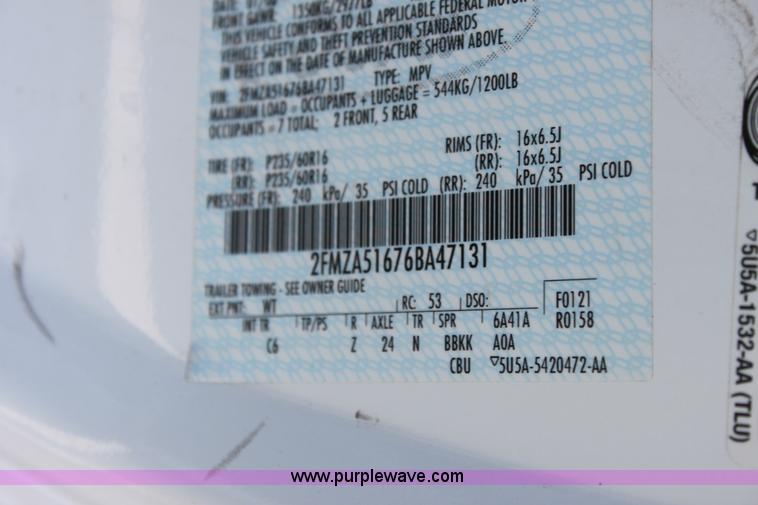 FRONT GAWR: 1350KG/2977LB
THIS VEHICLE CONFORMS TO ALL APPLICABLE FEDERAL MOTOR
VEHICLE SAFETY AND THEFT PREVENTION STANDARDS
IN EFFECT ON THE DATE OF MANUFACTURE SHOWN ABOVE.
VIN: 2FMZA51676BA47131 TYPE: MPV
MAXIMUM LOAD = OCCUPANTS + LUGGAGE = 544KG/1200LB
OCCUPANTS = 7 TOTAL; 2 FRONT, 5 REAR
TIRE (FR): P235/60R16 RIMS (FR): 16x6.5J
(RR): P235/60R16 (RR): 16x6.5J
PRESSURE (FR): 240 kPa/ 35 PSI COLD (RR): 240 kPa/ 35 PSI COLD
2FMZA51676BA47131
TRAILER TOWING - SEE OWNER GUIDE
EXT PNT: WT RC: 53 DSO: F0121
INT TR TP/PS R AXLE TR SPR 6A41A R0158
C6 Z 24 N BBKK AOA
CBU 5U5A-5420472-AA
5U5A-1532-AA (TLU)
www.purplewave.com